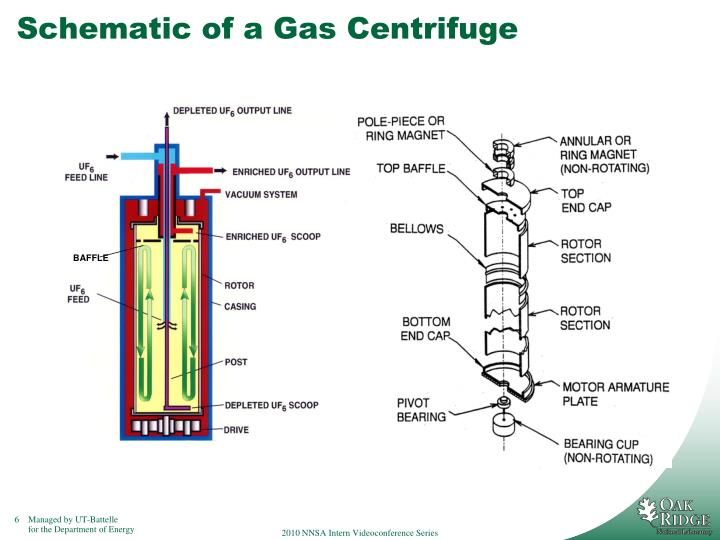 Schematic of a Gas Centrifuge
DEPLETED UF6 OUTPUT LINE
UF6
FEED LINE
ENRICHED UF6 OUTPUT LINE
VACUUM SYSTEM
ENRICHED UF6 SCOOP
BAFFLE
UF6
FEED
ROTOR
CASING
POST
DEPLETED UF6 SCOOP
DRIVE
POLE-PIECE OR
RING MAGNET
ANNULAR OR
RING MAGNET
(NON-ROTATING)
TOP BAFFLE
TOP
END CAP
BELLOWS
ROTOR
SECTION
ROTOR
SECTION
BOTTOM
END CAP
MOTOR ARMATURE
PLATE
PIVOT
BEARING
BEARING CUP
(NON-ROTATING)
6 Managed by UT-Battelle
for the Department of Energy
2010 NNSA Intern Videoconference Series
OAK
RIDGE
National Laboratory